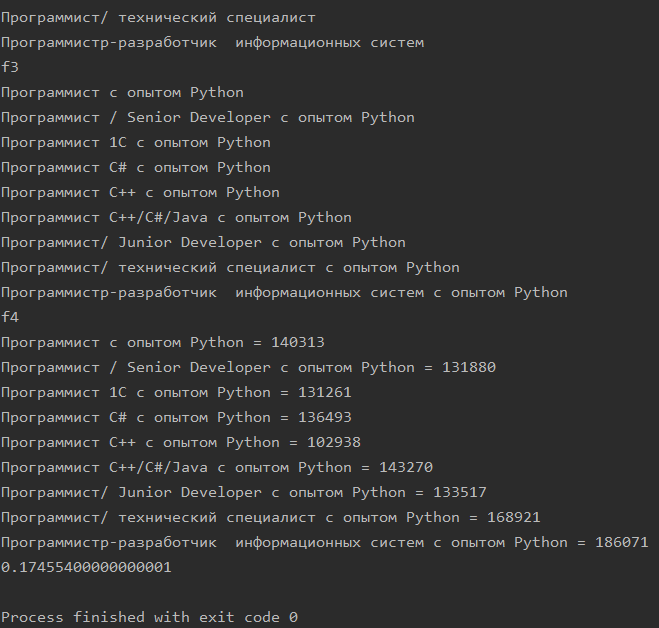 Программист/ технический специалист
Программистр-разработчик  информационных систем
f3
Программист с опытом Python
Программист / Senior Developer с опытом Python
Программист 1С с опытом Python
Программист C# с опытом Python
Программист C++ с опытом Python
Программист C++/C#/Java с опытом Python
Программист/ Junior Developer с опытом Python
Программист/ технический специалист с опытом Python
Программистр-разработчик  информационных систем с опытом Python
f4
Программист с опытом Python = 140313
Программист / Senior Developer с опытом Python = 131880
Программист 1С с опытом Python = 131261
Программист C# с опытом Python = 136493
Программист C++ с опытом Python = 102938
Программист C++/C#/Java с опытом Python = 143270
Программист/ Junior Developer с опытом Python = 133517
Программист/ технический специалист с опытом Python = 168921
Программистр-разработчик  информационных систем с опытом Python = 186071
0.17455400000000001
Process finished with exit code 0